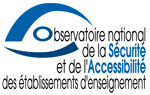 Observatoire national
de la Sécurité
et de l'Accessibilité
des établissements d'enseignement